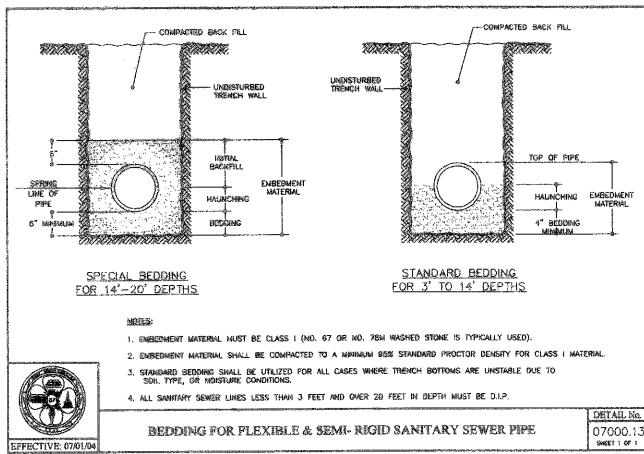 COMPACTED BACK FILL
UNDISTURBED
TRENCH WALL
6"
INITIAL
BACKFILL
SPRING
LINE OF
PIPE
HAUNCHING
EMBEDMENT
MATERIAL
6" MINIMUM
BEDDING
SPECIAL BEDDING
FOR 14'-20' DEPTHS
COMPACTED BACK FILL
UNDISTURBED
TRENCH WALL
TOP OF PIPE
HAUNCHING
EMBEDMENT
MATERIAL
4" BEDDING
MINIMUM
STANDARD BEDDING
FOR 3' TO 14' DEPTHS
NOTES:
1. EMBEDMENT MATERIAL MUST BE CLASS I (NO. 67 OR NO. 78M WASHED STONE IS TYPICALLY USED).
2. EMBEDMENT MATERIAL SHALL BE COMPACTED TO A MINIMUM 95% STANDARD PROCTOR DENSITY FOR CLASS I MATERIAL.
3. STANDARD BEDDING SHALL BE UTILIZED FOR ALL CASES WHERE TRENCH BOTTOMS ARE UNSTABLE DUE TO
SOIL TYPE, OR MOISTURE CONDITIONS.
4. ALL SANITARY SEWER LINES LESS THAN 3 FEET AND OVER 20 FEET IN DEPTH MUST BE D.I.P.
EFFECTIVE: 07/01/04
BEDDING FOR FLEXIBLE & SEMI-RIGID SANITARY SEWER PIPE
DETAIL No.
07000.13
SHEET 1 OF 1